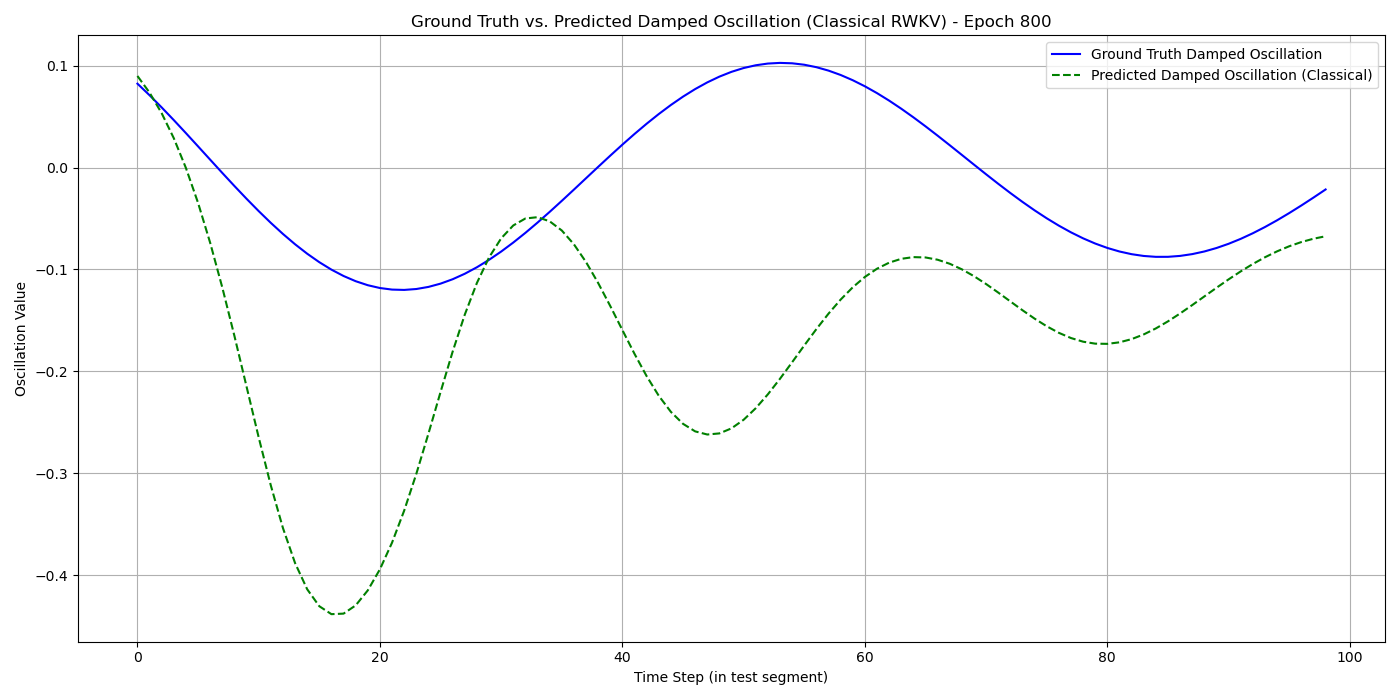 Ground Truth vs. Predicted Damped Oscillation (Classical RWKV) - Epoch 800
Ground Truth Damped Oscillation
Predicted Damped Oscillation (Classical)
Oscillation Value
0.1
0.0
−0.1
−0.2
−0.3
−0.4
0 20 40 60 80 100
Time Step (in test segment)